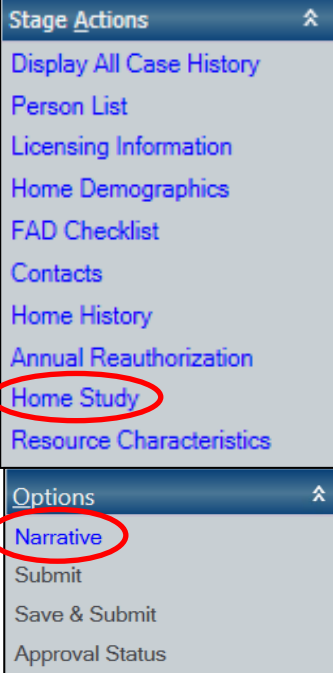 Stage Actions
Display All Case History
Person List
Licensing Information
Home Demographics
FAD Checklist
Contacts
Home History
Annual Reauthorization
Home Study
Resource Characteristics
Options
Narrative
Submit
Save & Submit
Approval Status